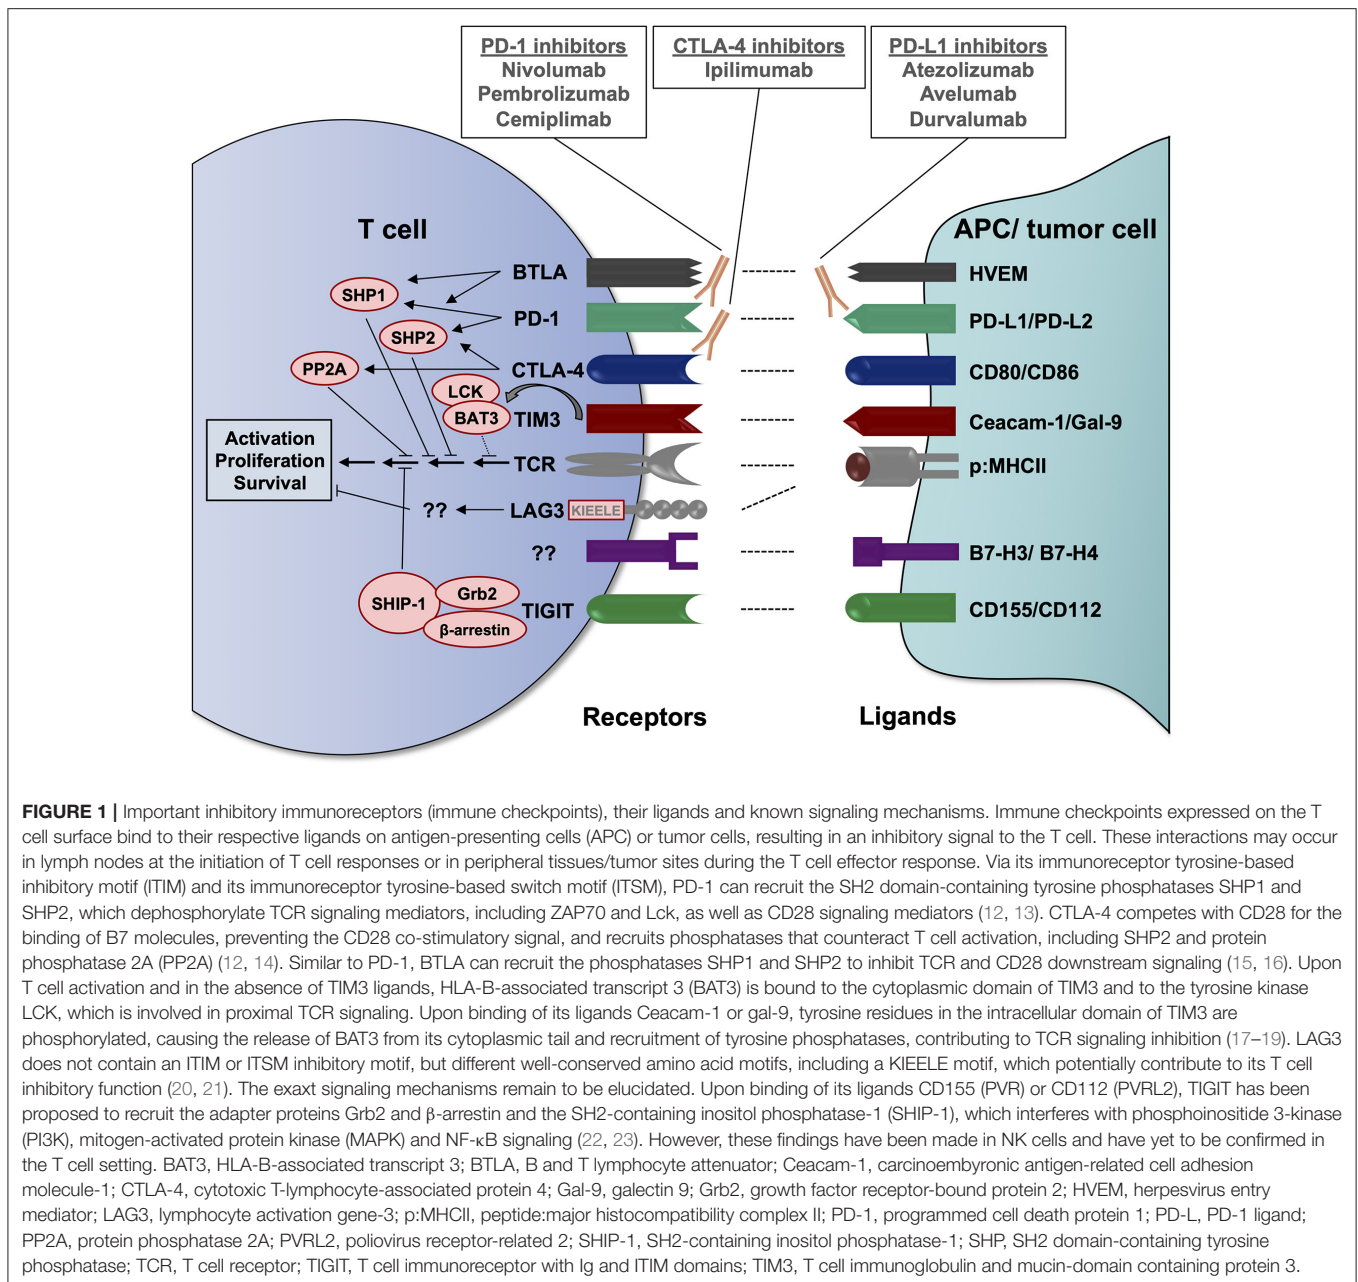 PD-1 inhibitors
Nivolumab
Pembrolizumab
Cemiplimab
CTLA-4 inhibitors
Ipilimumab
PD-L1 inhibitors
Atezolizumab
Avelumab
Durvalumab
T cell
APC/ tumor cell
BTLA
HVEM
SHP1
PD-1
PD-L1/PD-L2
SHP2
PP2A
CTLA-4
CD80/CD86
LCK
BAT3
TIM3
Ceacam-1/Gal-9
Activation
Proliferation
Survival
TCR
p:MHCII
??
LAG3
KIEELE
??
B7-H3/ B7-H4
SHIP-1
Grb2
β-arrestin
TIGIT
CD155/CD112
Receptors
Ligands
FIGURE 1 | Important inhibitory immunoreceptors (immune checkpoints), their ligands and known signaling mechanisms. Immune checkpoints expressed on the T
cell surface bind to their respective ligands on antigen-presenting cells (APC) or tumor cells, resulting in an inhibitory signal to the T cell. These interactions may occur
in lymph nodes at the initiation of T cell responses or in peripheral tissues/tumor sites during the T cell effector response. Via its immunoreceptor tyrosine-based
inhibitory motif (ITIM) and its immunoreceptor tyrosine-based switch motif (ITSM), PD-1 can recruit the SH2 domain-containing tyrosine phosphatases SHP1 and
SHP2, which dephosphorylate TCR signaling mediators, including ZAP70 and Lck, as well as CD28 signaling mediators (12, 13). CTLA-4 competes with CD28 for the
binding of B7 molecules, preventing the CD28 co-stimulatory signal, and recruits phosphatases that counteract T cell activation, including SHP2 and protein
phosphatase 2A (PP2A) (12, 14). Similar to PD-1, BTLA can recruit the phosphatases SHP1 and SHP2 to inhibit TCR and CD28 downstream signaling (15, 16). Upon
T cell activation and in the absence of TIM3 ligands, HLA-B-associated transcript 3 (BAT3) is bound to the cytoplasmic domain of TIM3 and to the tyrosine kinase
LCK, which is involved in proximal TCR signaling. Upon binding of its ligands Ceacam-1 or gal-9, tyrosine residues in the intracellular domain of TIM3 are
phosphorylated, causing the release of BAT3 from its cytoplasmic tail and recruitment of tyrosine phosphatases, contributing to TCR signaling inhibition (17–19). LAG3
does not contain an ITIM or ITSM inhibitory motif, but different well-conserved amino acid motifs, including a KIEELE motif, which potentially contribute to its T cell
inhibitory function (20, 21). The exaxt signaling mechanisms remain to be elucidated. Upon binding of its ligands CD155 (PVR) or CD112 (PVRL2), TIGIT has been
proposed to recruit the adapter proteins Grb2 and β-arrestin and the SH2-containing inositol phosphatase-1 (SHIP-1), which interferes with phosphoinositide 3-kinase
(PI3K), mitogen-activated protein kinase (MAPK) and NF-κB signaling (22, 23). However, these findings have been made in NK cells and have yet to be confirmed in
the T cell setting. BAT3, HLA-B-associated transcript 3; BTLA, B and T lymphocyte attenuator; Ceacam-1, carcinoembyronic antigen-related cell adhesion
molecule-1; CTLA-4, cytotoxic T-lymphocyte-associated protein 4; Gal-9, galectin 9; Grb2, growth factor receptor-bound protein 2; HVEM, herpesvirus entry
mediator; LAG3, lymphocyte activation gene-3; p:MHCII, peptide:major histocompatibility complex II; PD-1, programmed cell death protein 1; PD-L, PD-1 ligand;
PP2A, protein phosphatase 2A; PVRL2, poliovirus receptor-related 2; SHIP-1, SH2-containing inositol phosphatase-1; SHP, SH2 domain-containing tyrosine
phosphatase; TCR, T cell receptor; TIGIT, T cell immunoreceptor with Ig and ITIM domains; TIM3, T cell immunoglobulin and mucin-domain containing protein 3.